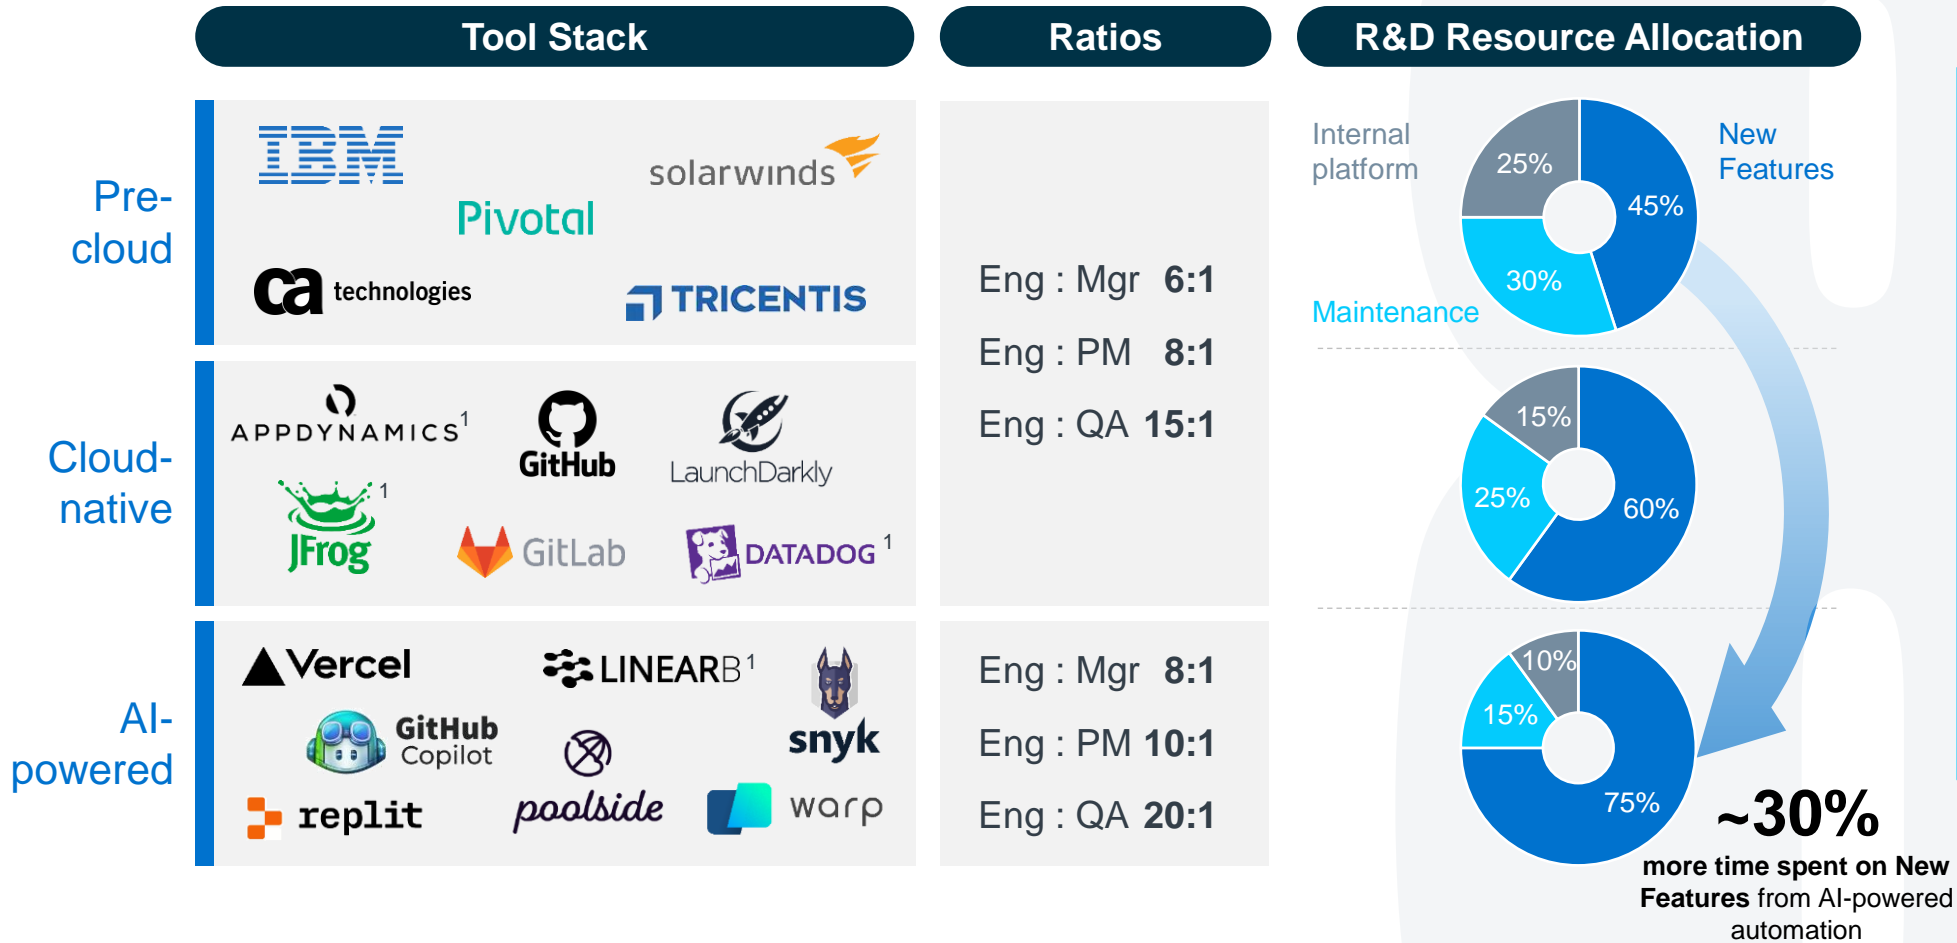 Tool Stack
Ratios
R&D Resource Allocation
Pre-
cloud
IBM
solarwinds
Pivotal
ca technologies
TRICENTIS
Cloud-
native
APPDYNAMICS1
GitHub
LaunchDarkly
JFrog 1
GitLab
DATADOG 1
AI-
powered
Vercel
LINEARB1
snyk
GitHub
Copilot
poolside
replit
warp
Eng : Mgr 6:1
Eng : PM 8:1
Eng : QA 15:1
Eng : Mgr 8:1
Eng : PM 10:1
Eng : QA 20:1
Internal
platform
New
Features
25%
45%
30%
Maintenance
15%
25%
60%
10%
15%
75%
~30%
more time spent on New
Features from AI-powered
automation